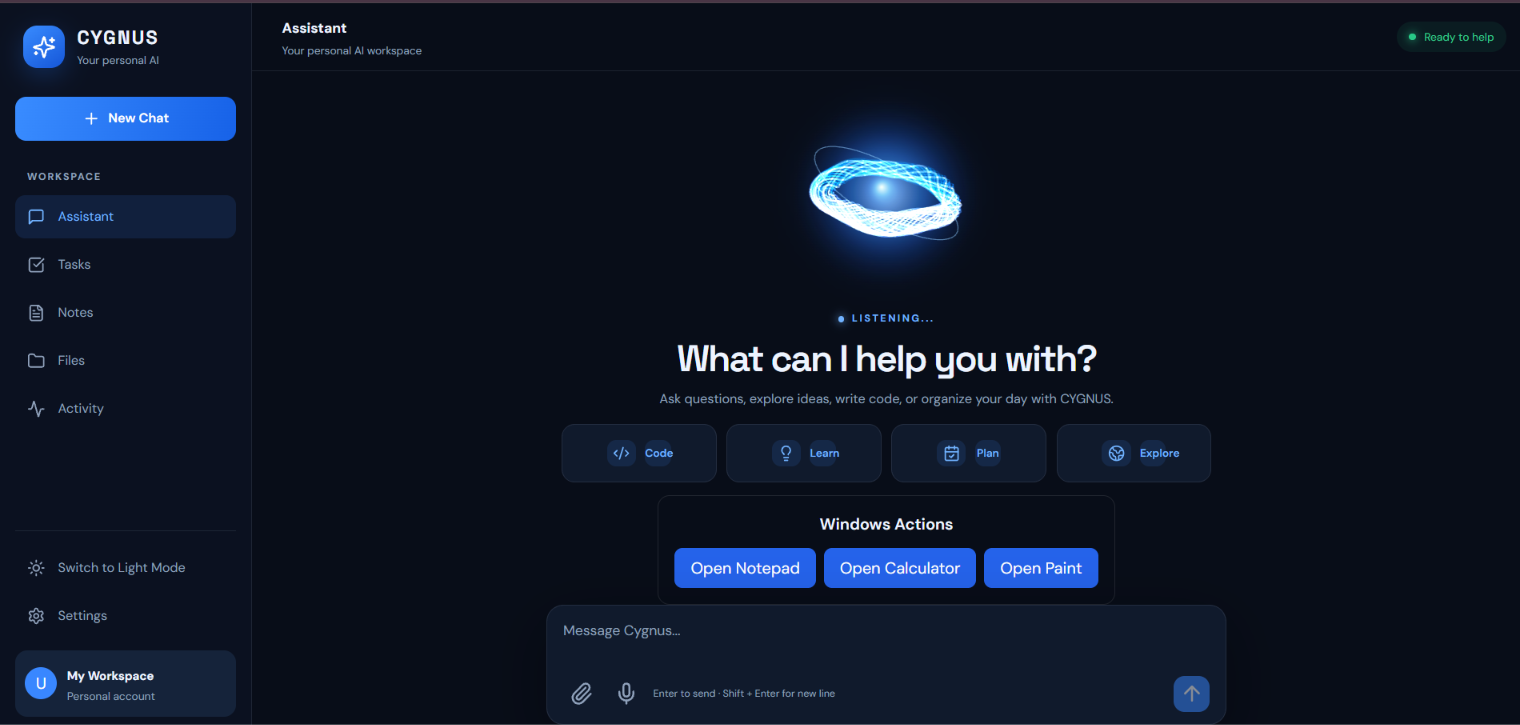 CYGNUS
Your personal AI
New Chat
WORKSPACE
Assistant
Tasks
Notes
Files
Activity
Switch to Light Mode
Settings
U
My Workspace
Personal account
Assistant
Your personal AI workspace
Ready to help
LISTENING...
What can I help you with?
Ask questions, explore ideas, write code, or organize your day with CYGNUS.
Code
Learn
Plan
Explore
Windows Actions
Open Notepad
Open Calculator
Open Paint
Message Cygnus...
Enter to send · Shift + Enter for new line